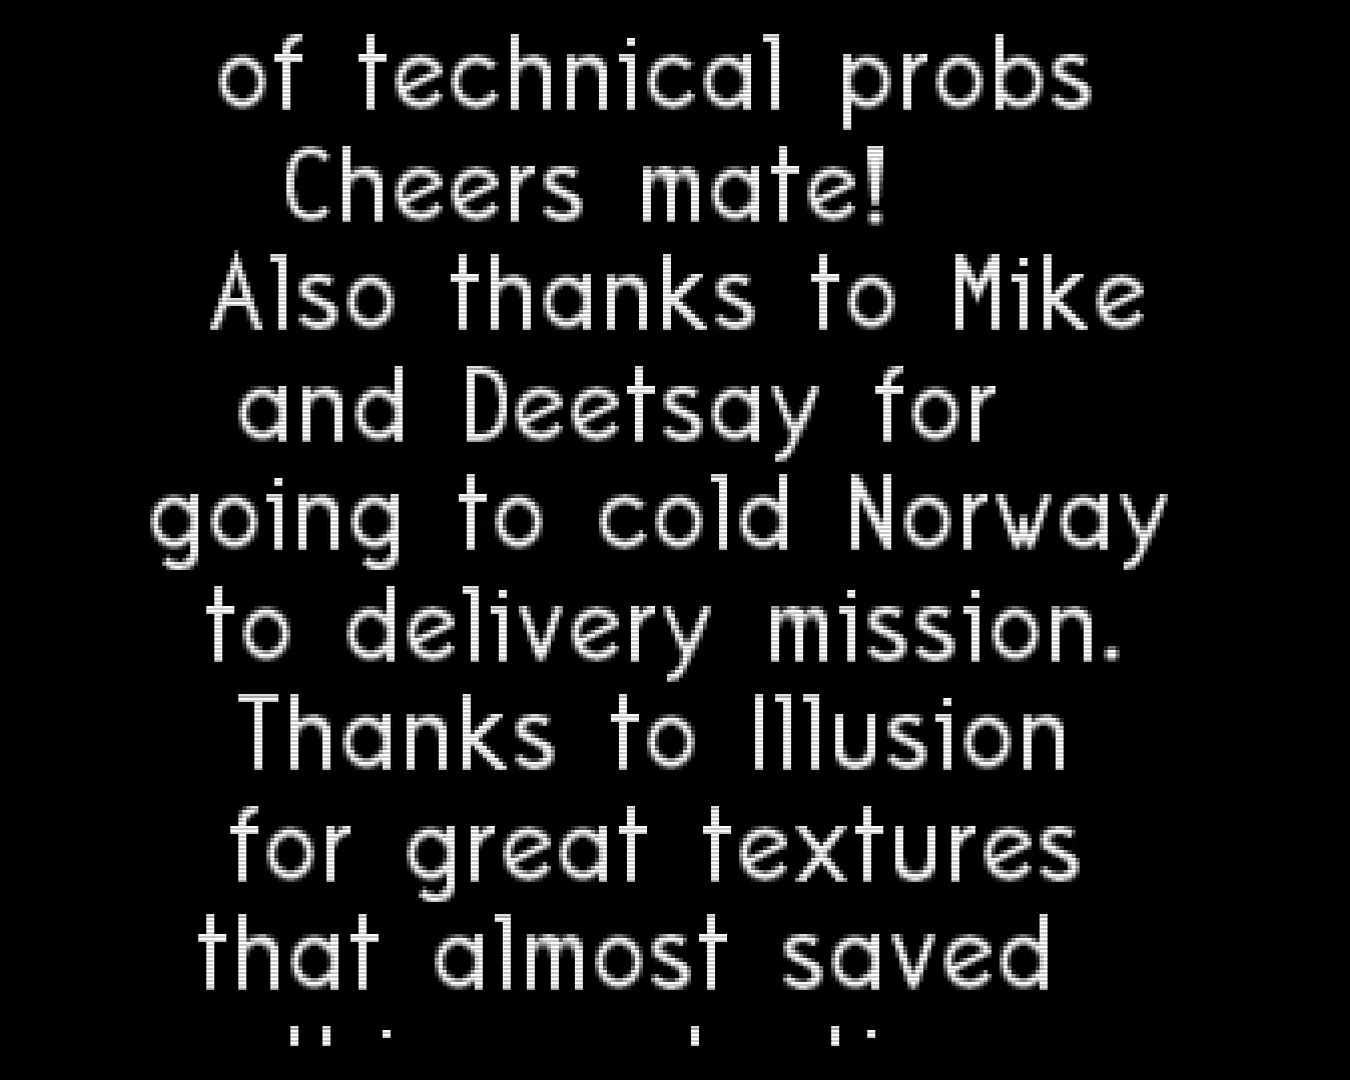 of technical probs
Cheers mate!
Also thanks to Mike
and Deetsay for
going to cold Norway
to delivery mission.
Thanks to Illusion
for great textures
that almost saved